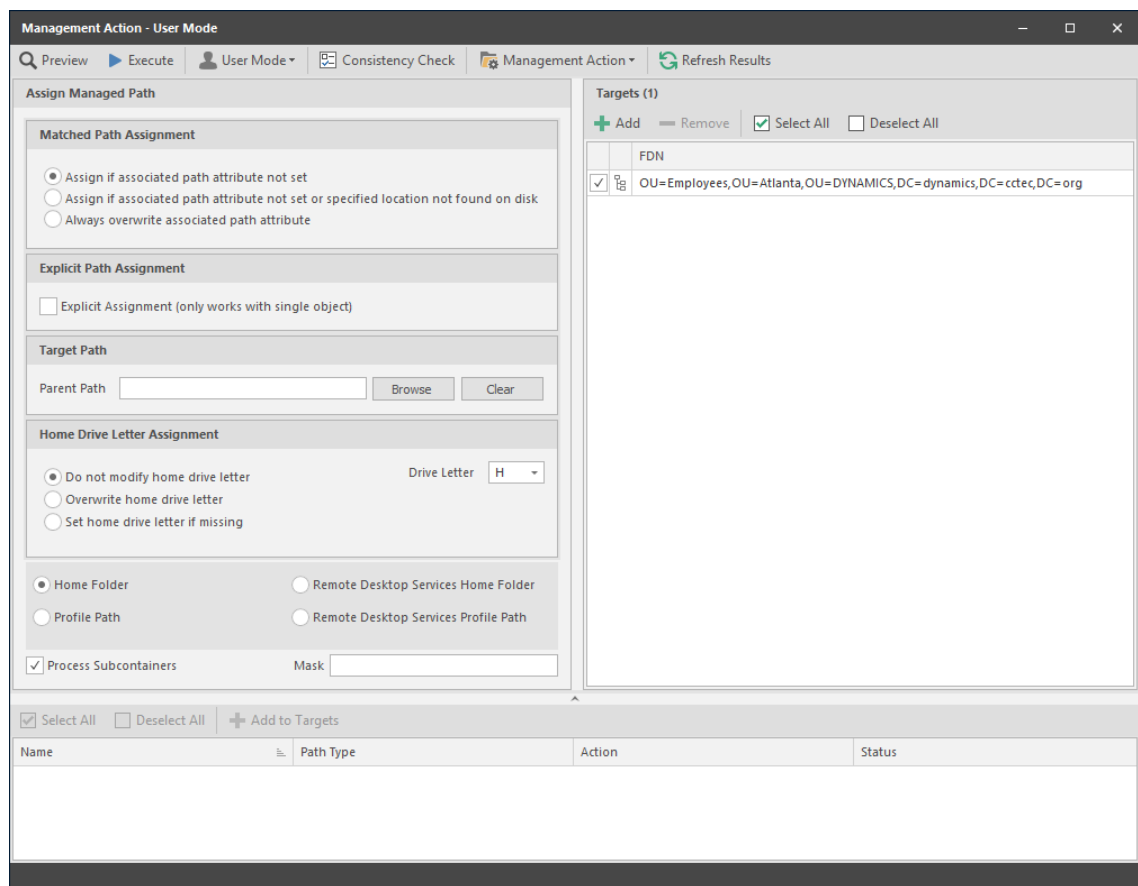 Management Action - User Mode
Preview Execute User Mode Consistency Check Management Action Refresh Results
Assign Managed Path
Matched Path Assignment
Assign if associated path attribute not set
Assign if associated path attribute not set or specified location not found on disk
Always overwrite associated path attribute
Explicit Path Assignment
Explicit Assignment (only works with single object)
Target Path
Parent Path Browse Clear
Home Drive Letter Assignment
Do not modify home drive letter Drive Letter H
Overwrite home drive letter
Set home drive letter if missing
Home Folder Remote Desktop Services Home Folder
Profile Path Remote Desktop Services Profile Path
Process Subcontainers Mask
Targets (1)
Add Remove Select All Deselect All
FDN
OU=Employees,OU=Atlanta,OU=DYNAMICS,DC=dynamics,DC=cctec,DC=org
Select All Deselect All Add to Targets
Name Path Type Action Status